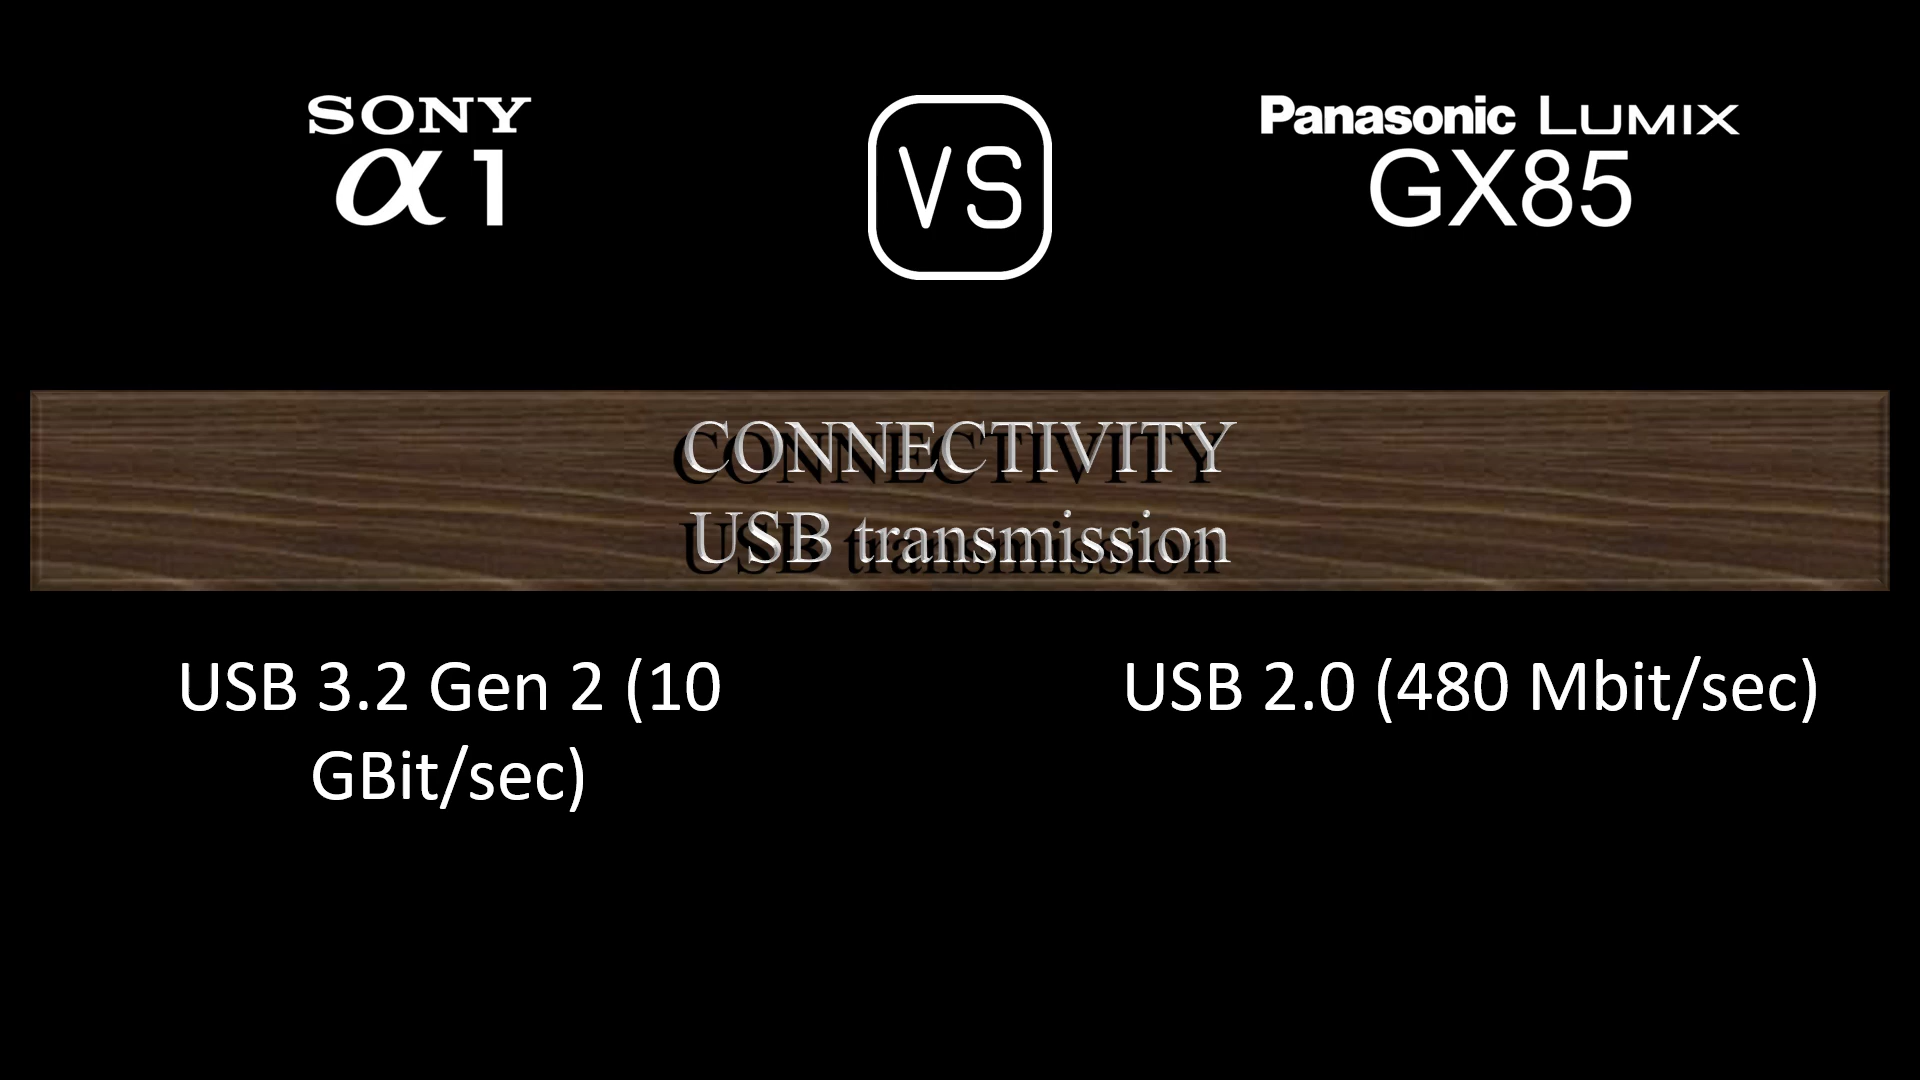 SONY
α1
VS
Panasonic LUMIX
GX85
CONNECTIVITY
USB transmission
USB 3.2 Gen 2 (10
GBit/sec)
USB 2.0 (480 Mbit/sec)